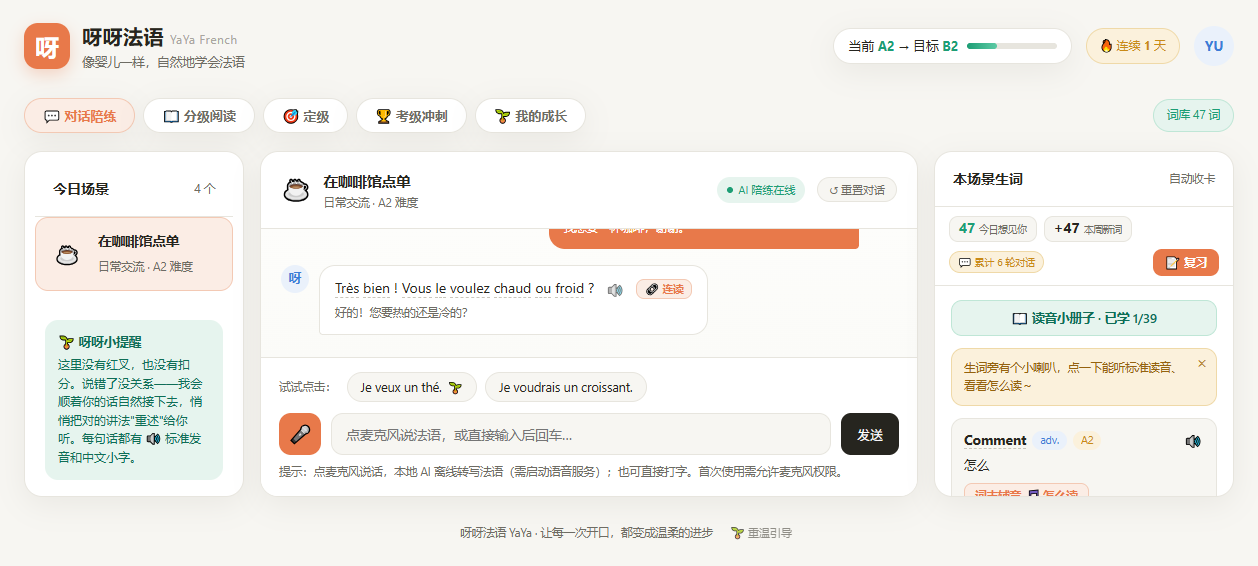 呀
呀呀法语 YaYa French
像婴儿一样，自然地学会法语
当前 A2 → 目标 B2
连续 1 天
YU
对话陪练
分级阅读
定级
考级冲刺
我的成长
词库 47 词
今日场景
4 个
在咖啡馆点单
日常交流 · A2 难度
呀呀小提醒
这里没有红叉，也没有扣
分。说错了没关系——我会
顺着你的话自然接下去，悄
悄把对的讲法"重述"给你
听。每句话都有 🔊 标准发
音和中文小字。
在咖啡馆点单
日常交流 · A2 难度
AI 陪练在线
↺ 重置对话
我想要一杯咖啡，谢谢。
呀
Très bien ! Vous le voulez chaud ou froid ?
连读
好的！您要热的还是冷的？
试试点击：
Je veux un thé.
Je voudrais un croissant.
点麦克风说法语，或直接输入后回车...
发送
提示：点麦克风说话，本地 AI 离线转写法语（需启动语音服务）；也可直接打字。首次使用需允许麦克风权限。
本场景生词
自动收卡
47 今日想见你
+47 本周新词
累计 6 轮对话
复习
读音小册子 · 已学 1/39
生词旁有个小喇叭，点一下能听标准读音、
看看怎么读～
×
Comment adv. A2
怎么
呀呀法语 YaYa · 让每一次开口，都变成温柔的进步
重温引导